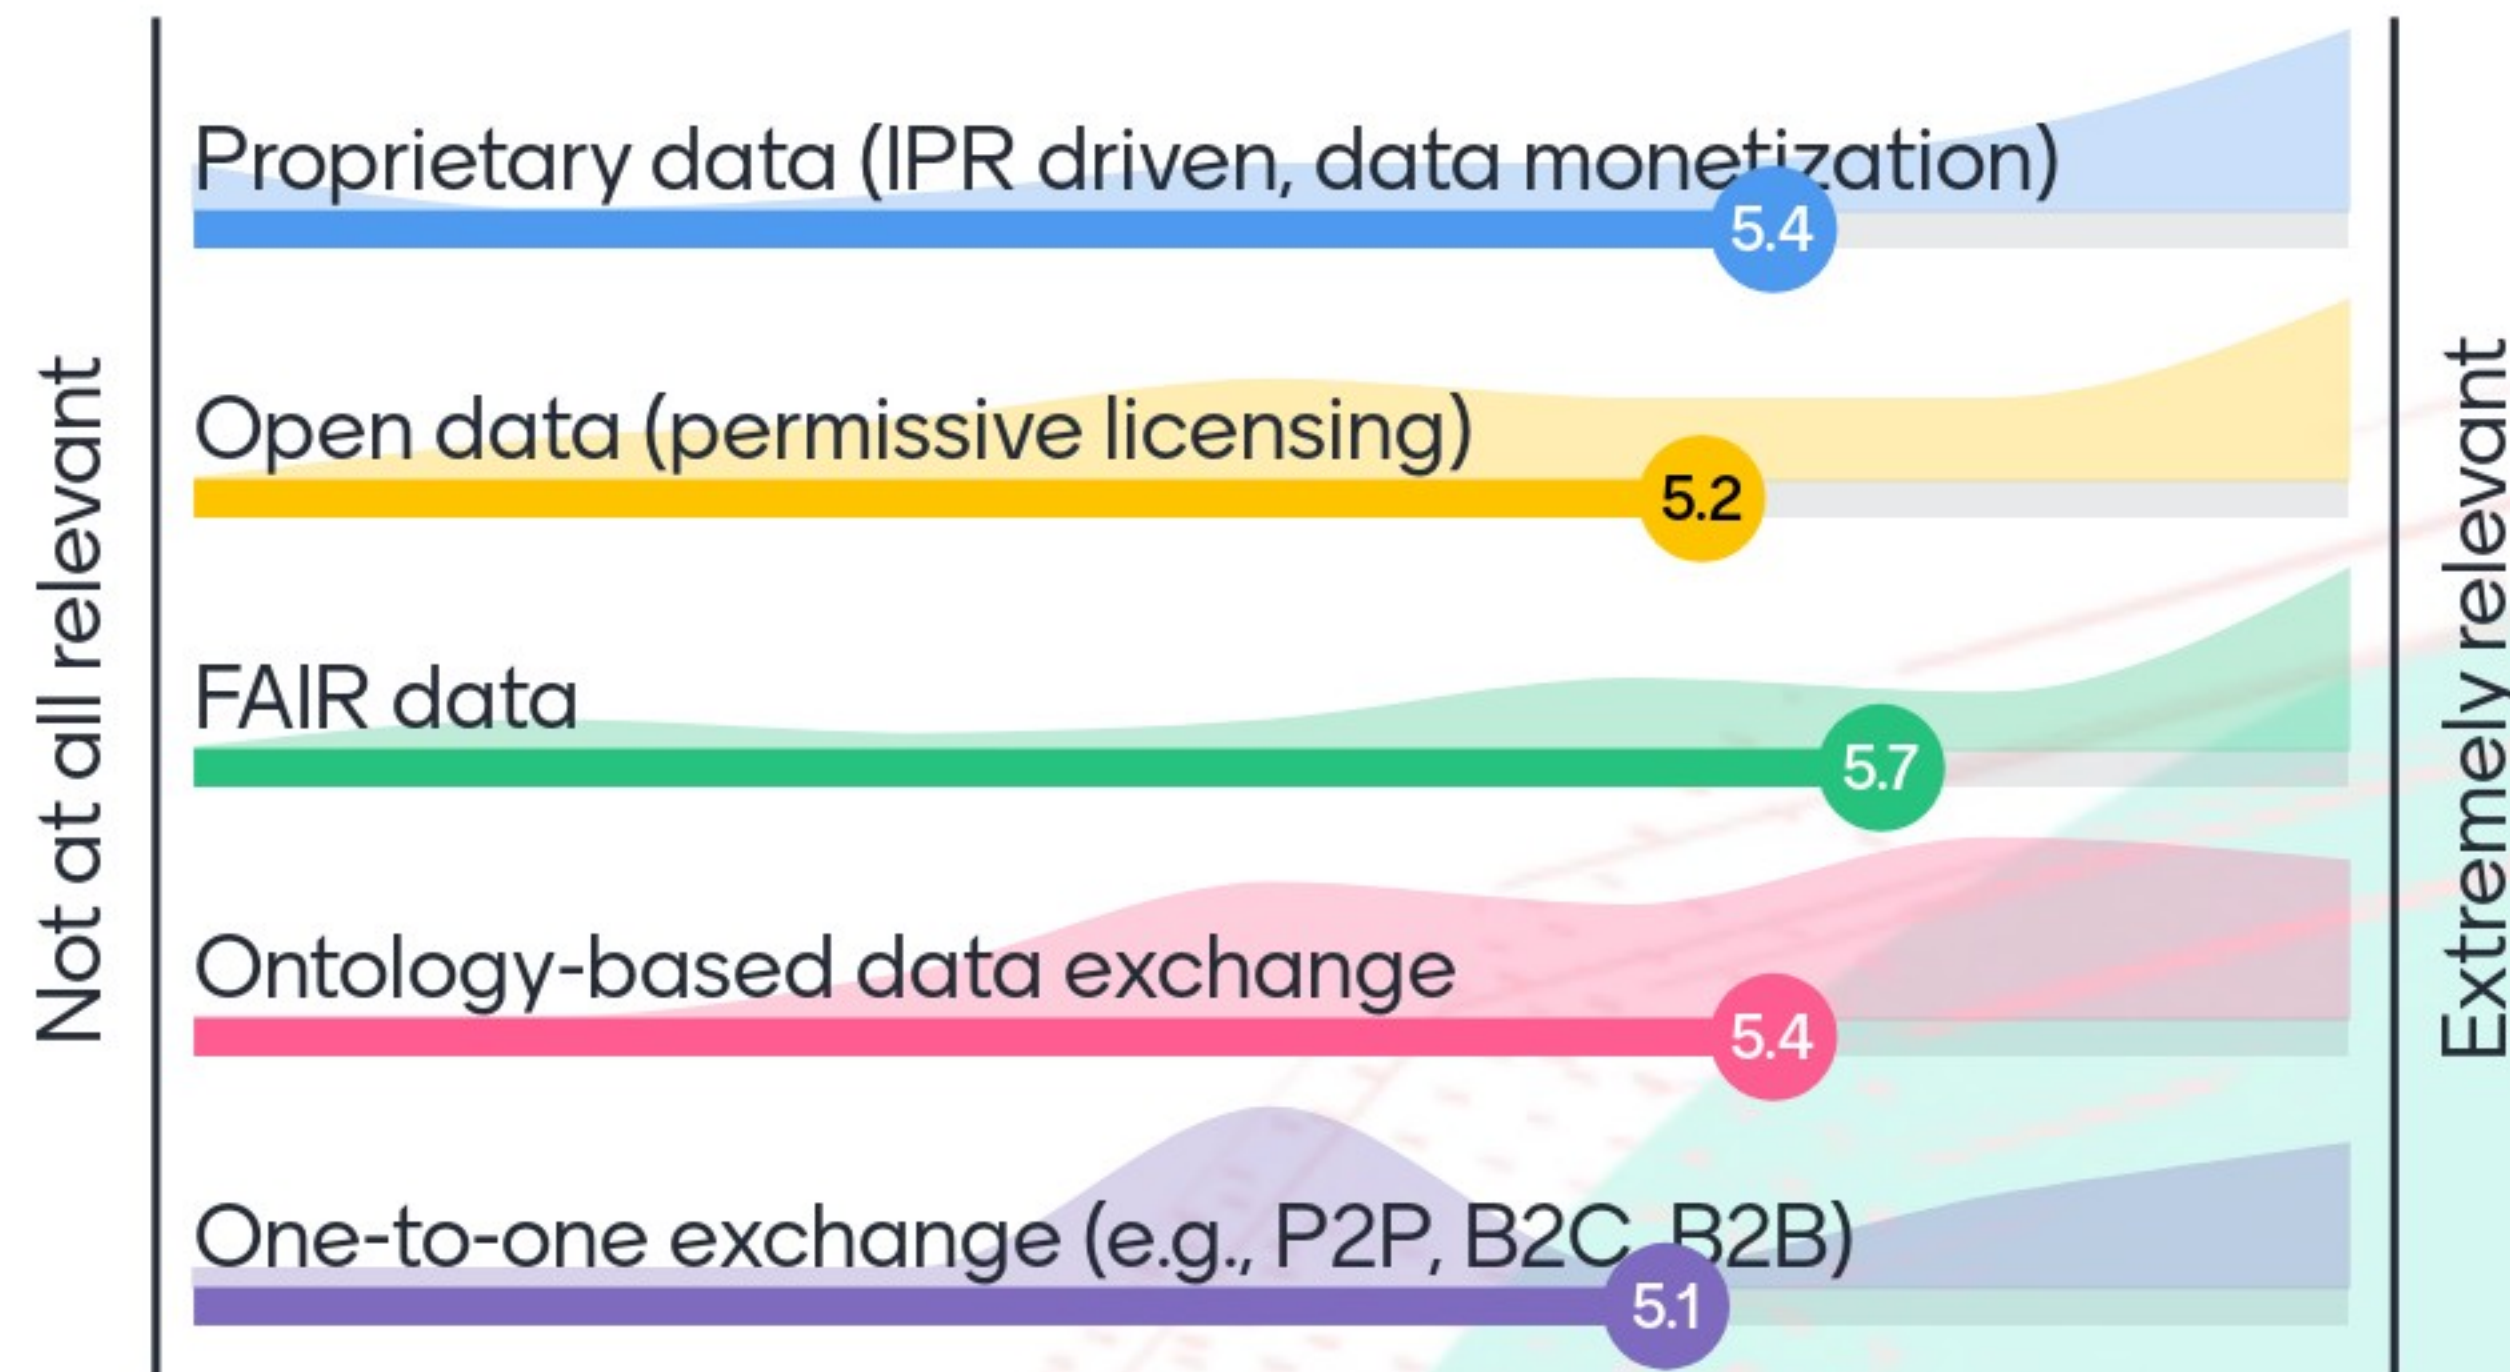 Not at all relevant
Proprietary data (IPR driven, data monetization)
5.4
Open data (permissive licensing)
5.2
FAIR data
5.7
Ontology-based data exchange
5.4
One-to-one exchange (e.g., P2P, B2C, B2B)
5.1
Extremely relevant